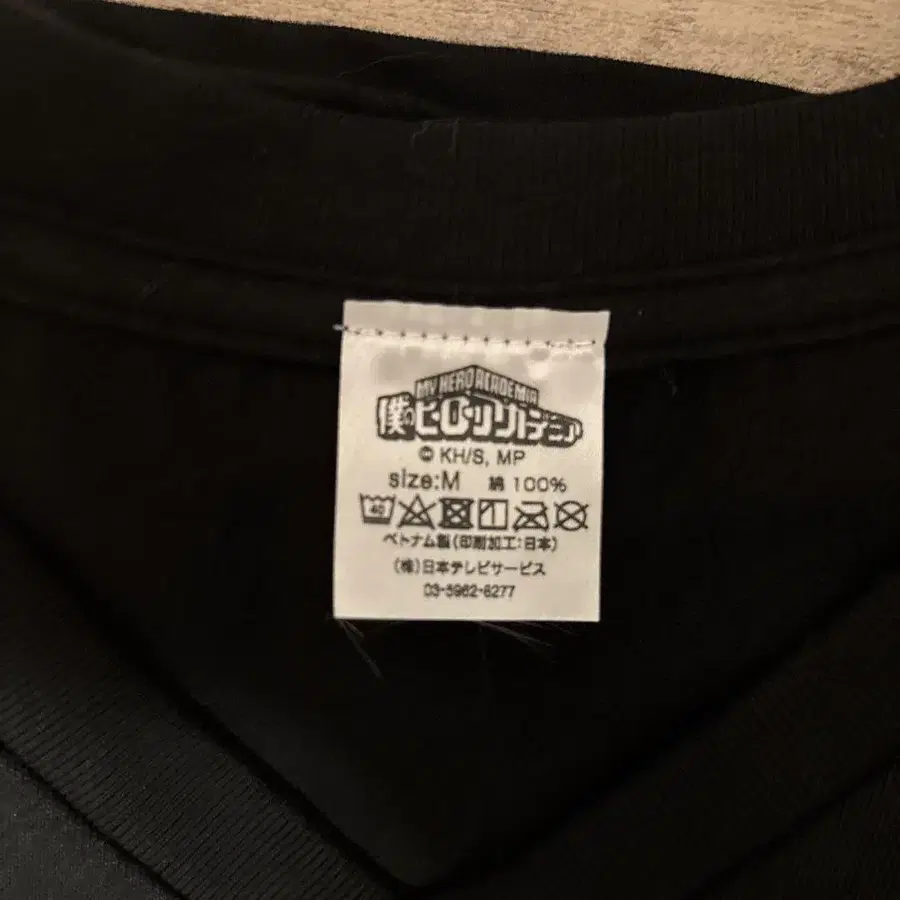 MY HERO ACADEMIA
僕のヒーローアカデミア
© KH/S, MP
size:M 綿 100%
40
ベトナム製(印刷加工:日本)
(株)日本テレビサービス
03-5962-8277